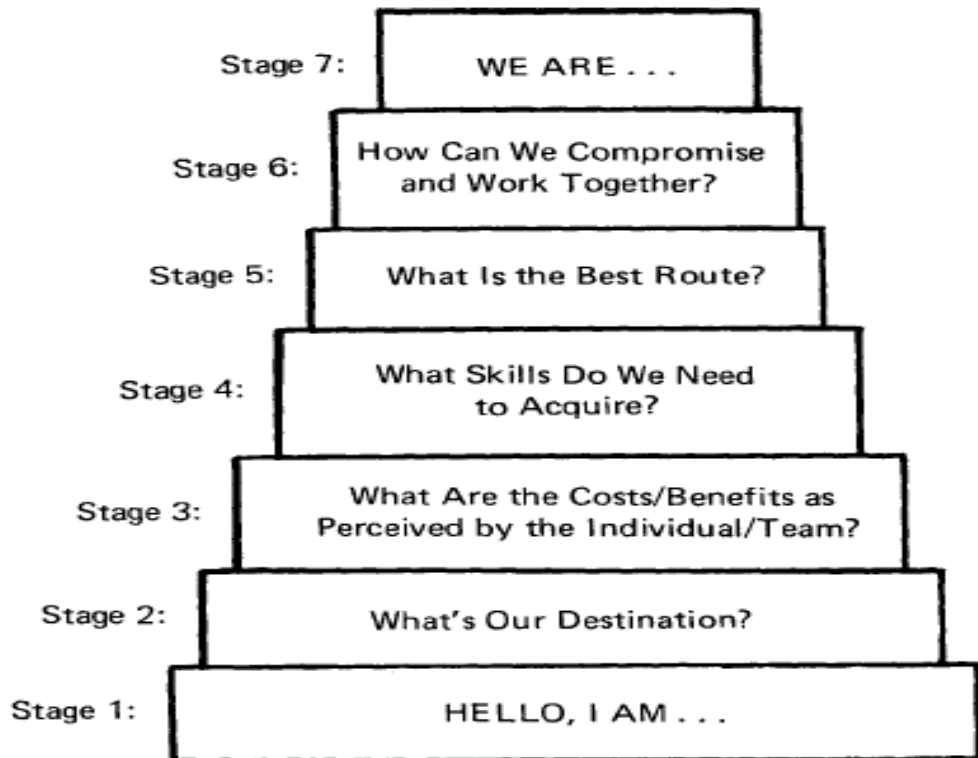 Stage 7:
WE ARE . . .
Stage 6:
How Can We Compromise
and Work Together?
Stage 5:
What Is the Best Route?
Stage 4:
What Skills Do We Need
to Acquire?
Stage 3:
What Are the Costs/Benefits as
Perceived by the Individual/Team?
Stage 2:
What's Our Destination?
Stage 1:
HELLO, I AM . . .